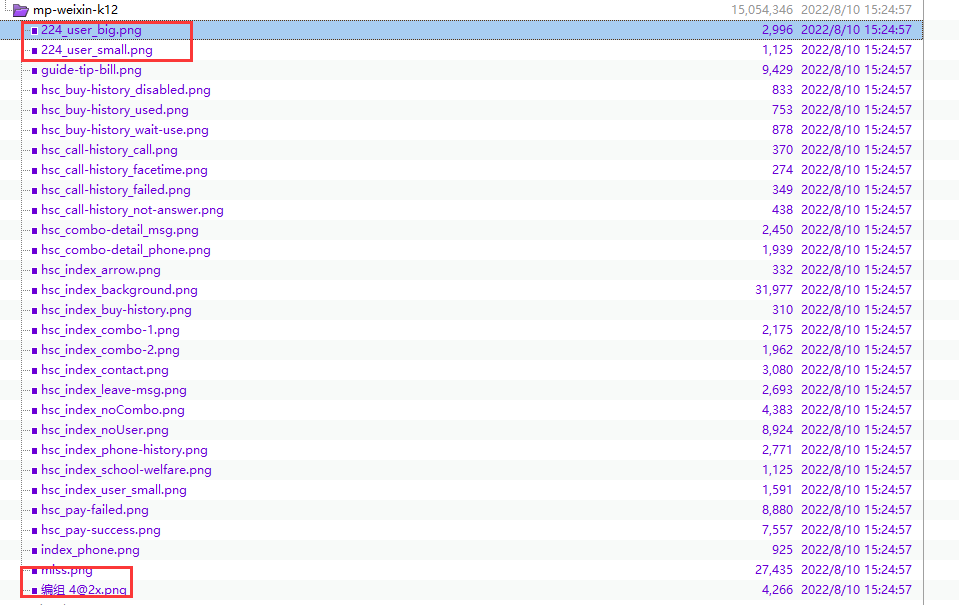 mp-weixin-k12 15,054,346 2022/8/10 15:24:57
224_user_big.png 2,996 2022/8/10 15:24:57
224_user_small.png 1,125 2022/8/10 15:24:57
guide-tip-bill.png 9,429 2022/8/10 15:24:57
hsc_buy-history_disabled.png 833 2022/8/10 15:24:57
hsc_buy-history_used.png 753 2022/8/10 15:24:57
hsc_buy-history_wait-use.png 878 2022/8/10 15:24:57
hsc_call-history_call.png 370 2022/8/10 15:24:57
hsc_call-history_facetime.png 274 2022/8/10 15:24:57
hsc_call-history_failed.png 349 2022/8/10 15:24:57
hsc_call-history_not-answer.png 438 2022/8/10 15:24:57
hsc_combo-detail_msg.png 2,450 2022/8/10 15:24:57
hsc_combo-detail_phone.png 1,939 2022/8/10 15:24:57
hsc_index_arrow.png 332 2022/8/10 15:24:57
hsc_index_background.png 31,977 2022/8/10 15:24:57
hsc_index_buy-history.png 310 2022/8/10 15:24:57
hsc_index_combo-1.png 2,175 2022/8/10 15:24:57
hsc_index_combo-2.png 1,962 2022/8/10 15:24:57
hsc_index_contact.png 3,080 2022/8/10 15:24:57
hsc_index_leave-msg.png 2,693 2022/8/10 15:24:57
hsc_index_noCombo.png 4,383 2022/8/10 15:24:57
hsc_index_noUser.png 8,924 2022/8/10 15:24:57
hsc_index_phone-history.png 2,771 2022/8/10 15:24:57
hsc_index_school-welfare.png 1,125 2022/8/10 15:24:57
hsc_index_user_small.png 1,591 2022/8/10 15:24:57
hsc_pay-failed.png 8,880 2022/8/10 15:24:57
hsc_pay-success.png 7,557 2022/8/10 15:24:57
index_phone.png 925 2022/8/10 15:24:57
miss.png 27,435 2022/8/10 15:24:57
编组 4@2x.png 4,266 2022/8/10 15:24:57